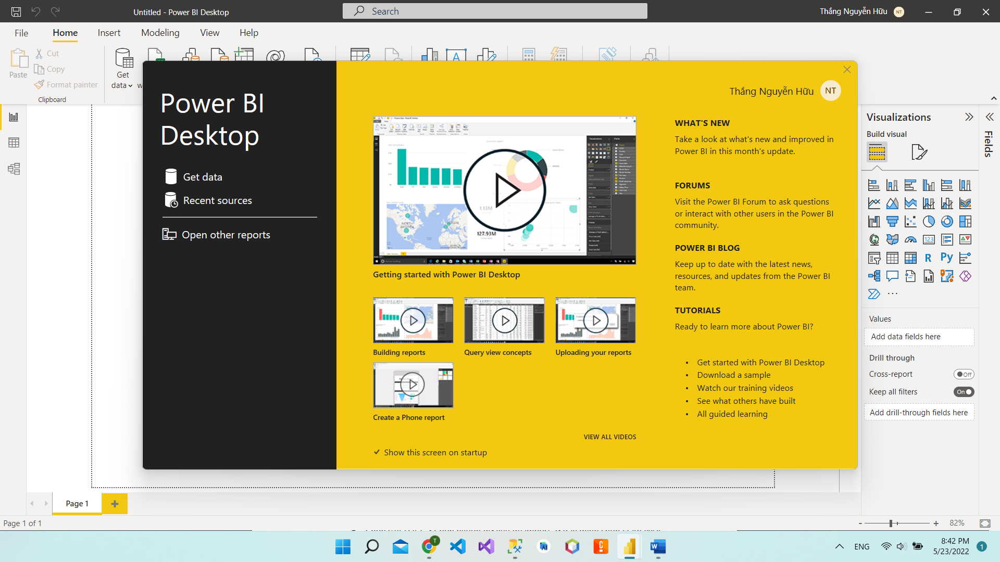 Untitled - Power BI Desktop
Search
Thắng Nguyễn Hữu
NT
File
Home
Insert
Modeling
View
Help
Paste
Cut
Copy
Format painter
Clipboard
Get
data
Power BI
Desktop
Get data
Recent sources
Open other reports
Thắng Nguyễn Hữu
NT
1.13M
127.93M
Getting started with Power BI Desktop
Building reports
Query view concepts
Uploading your reports
Create a Phone report
VIEW ALL VIDEOS
Show this screen on startup
WHAT'S NEW
Take a look at what's new and improved in
Power BI in this month's update.
FORUMS
Visit the Power BI Forum to ask questions
or interact with other users in the Power BI
community.
POWER BI BLOG
Keep up to date with the latest news,
resources, and updates from the Power BI
team.
TUTORIALS
Ready to learn more about Power BI?
• Get started with Power BI Desktop
• Download a sample
• Watch our training videos
• See what others have built
• All guided learning
Visualizations
Build visual
Fields
123
R
Py
...
Values
Add data fields here
Drill through
Cross-report
Off
Keep all filters
On
Add drill-through fields here
Page 1
Page 1 of 1
- + 82%
ENG
8:42 PM
5/23/2022
1